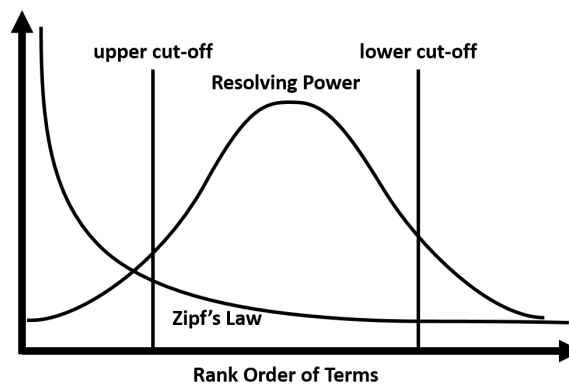 upper cut-off
lower cut-off
Resolving Power
Zipf's Law
Rank Order of Terms